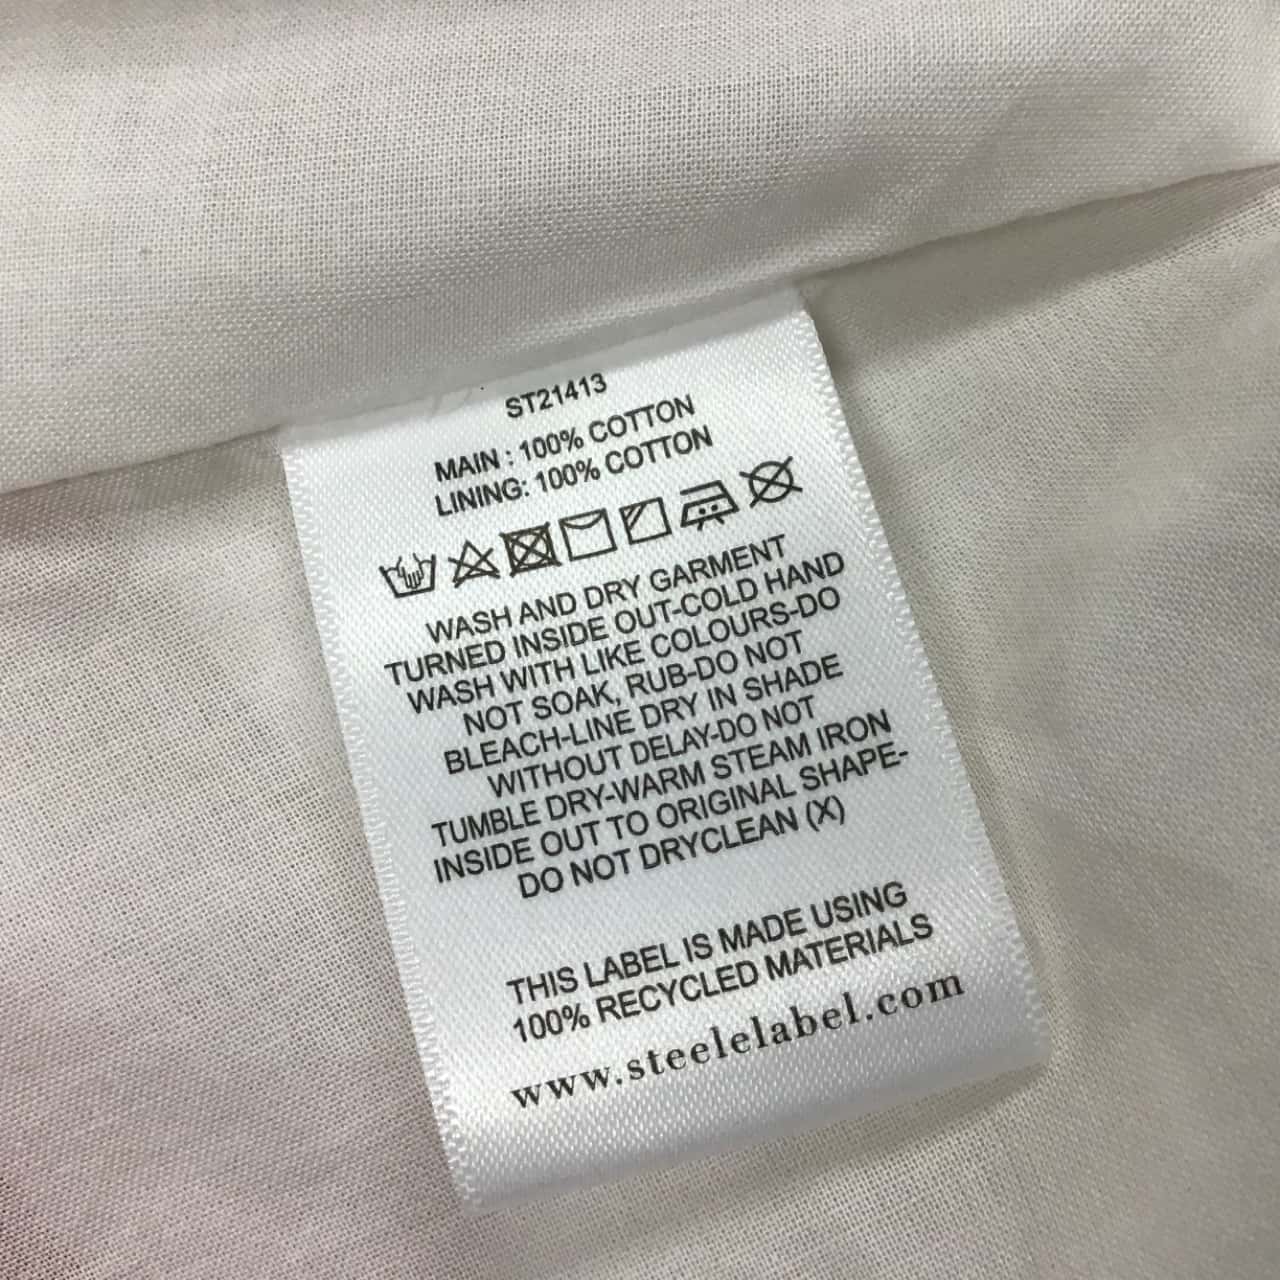 ST21413
MAIN : 100% COTTON
LINING: 100% COTTON
WASH AND DRY GARMENT
TURNED INSIDE OUT-COLD HAND
WASH WITH LIKE COLOURS-DO
NOT SOAK, RUB-DO NOT
BLEACH-LINE DRY IN SHADE
WITHOUT DELAY-DO NOT
TUMBLE DRY-WARM STEAM IRON
INSIDE OUT TO ORIGINAL SHAPE-
DO NOT DRYCLEAN (X)
THIS LABEL IS MADE USING
100% RECYCLED MATERIALS
www.steelelabel.com